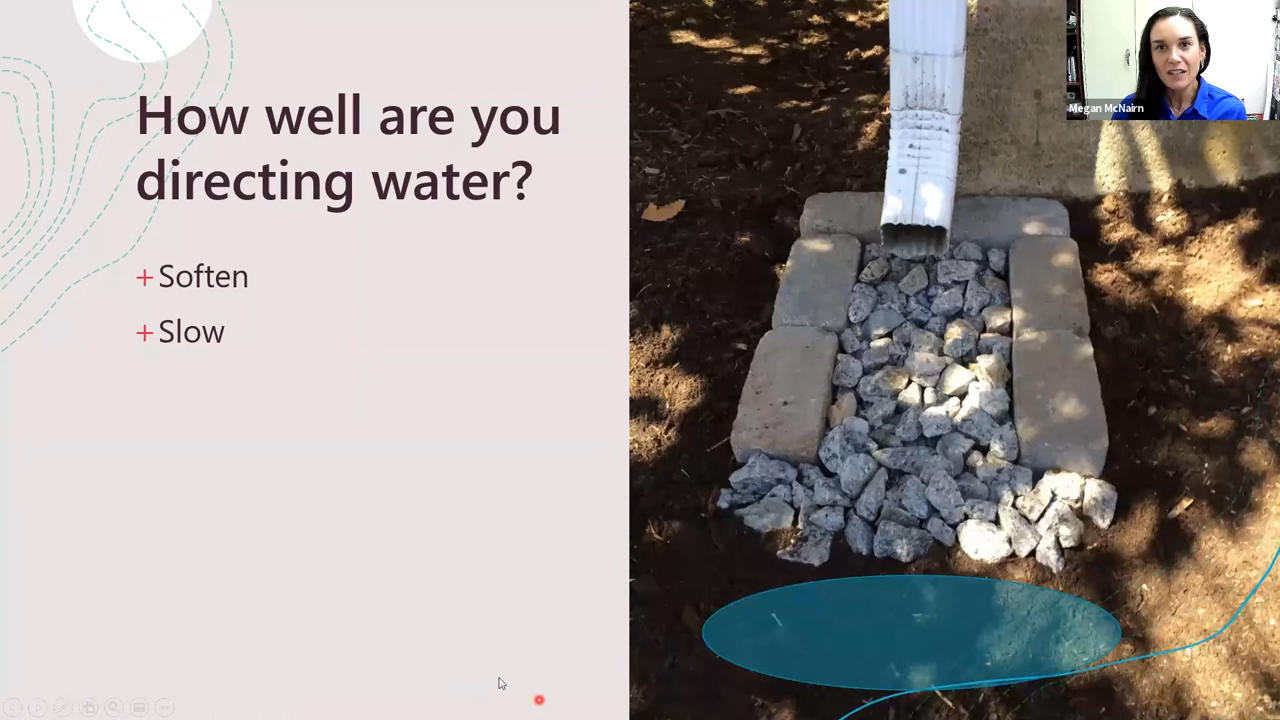 How well are you
directing water?
+ Soften
+ Slow
Megan McNairn